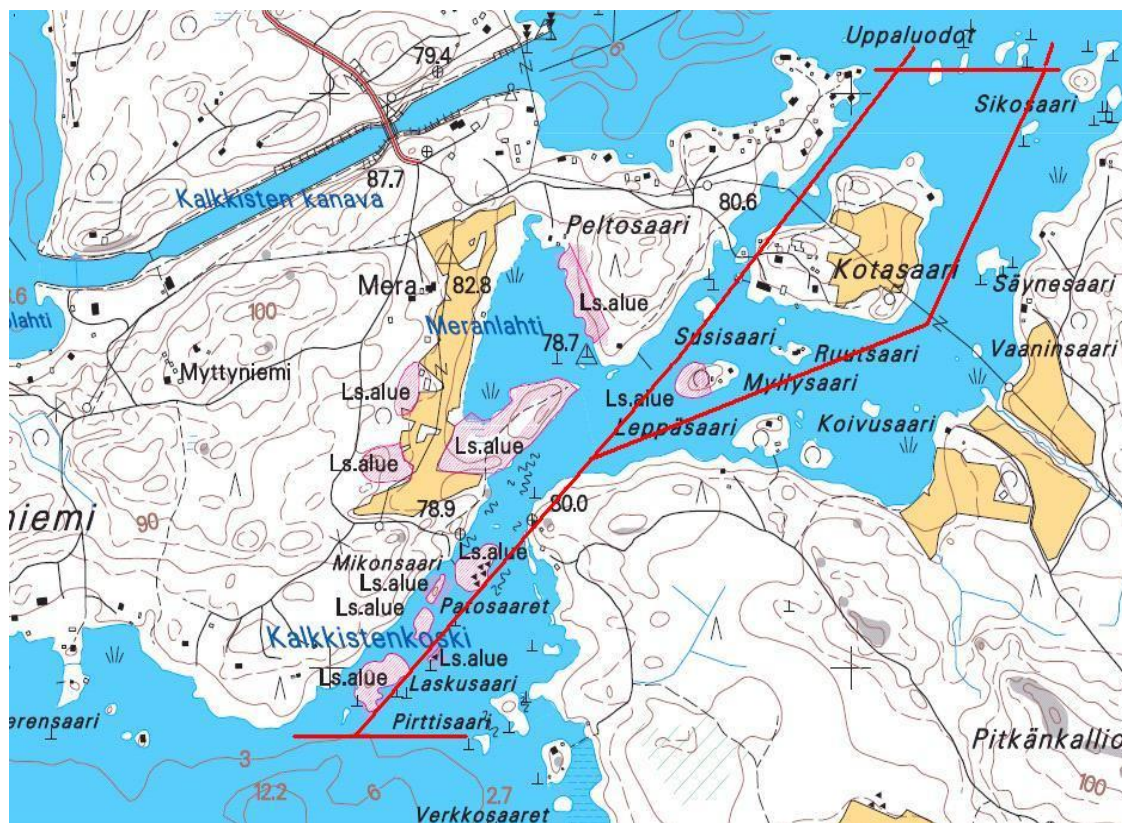 Uppaluodot
6
79.4
Sikosaari
87.7
Kalkkisten kanava
80.6
Peltosaari
Kotasaari
Mera
82.8
Säynesaari
100
Ls.alue
Meranlahti
Susisaari
78.7
Ruutsaari
Vaaninsaari
Myttyniemi
Ls.alue
Ls.alue
Myllysaari
Leppäsaari
Koivusaari
Ls.alue
Ls.alue
78.9
80.0
niemi
90
Mikonsaari
Ls.alue
Ls.alue
Ls.alue
Patosaaret
Kalkkistenkoski
Ls.alue
Ls.alue
Laskusaari
Pirttisaari
arensaari
Pitkänkallio
3
12.2
6
2.7
100
Verkkosaaret